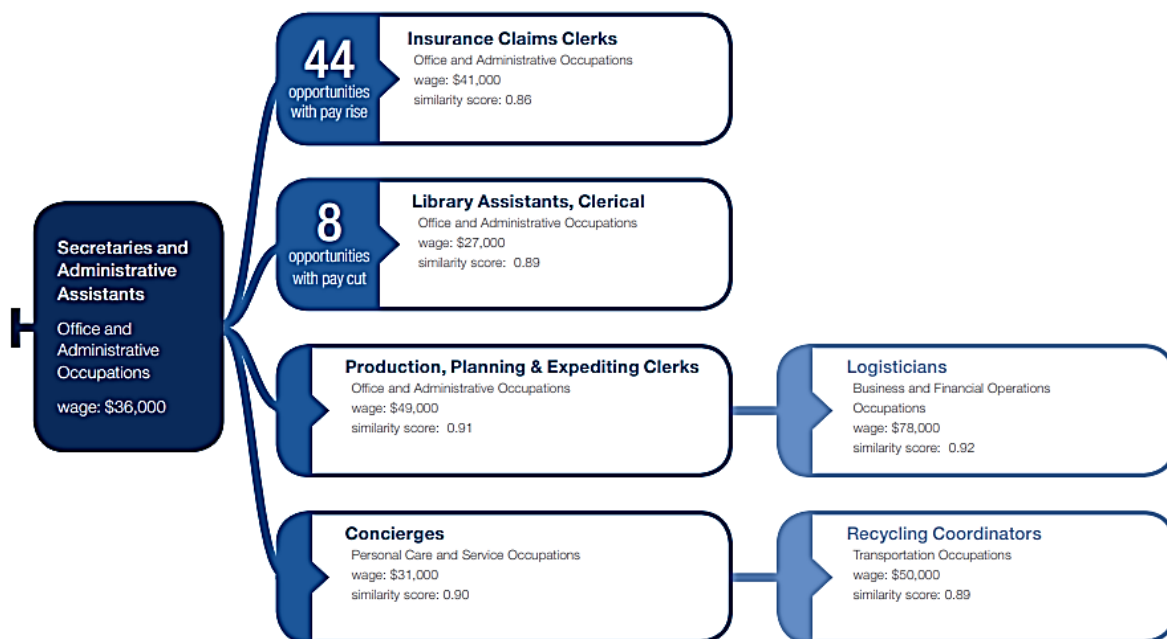 44
opportunities
with pay rise
Insurance Claims Clerks
Office and Administrative Occupations
wage: $41,000
similarity score: 0.86
8
opportunities
with pay cut
Library Assistants, Clerical
Office and Administrative Occupations
wage: $27,000
similarity score: 0.89
Secretaries and
Administrative
Assistants
Office and
Administrative
Occupations
wage: $36,000
Production, Planning & Expediting Clerks
Office and Administrative Occupations
wage: $49,000
similarity score: 0.91
Logisticians
Business and Financial Operations
Occupations
wage: $78,000
similarity score: 0.92
Concierges
Personal Care and Service Occupations
wage: $31,000
similarity score: 0.90
Recycling Coordinators
Transportation Occupations
wage: $50,000
similarity score: 0.89